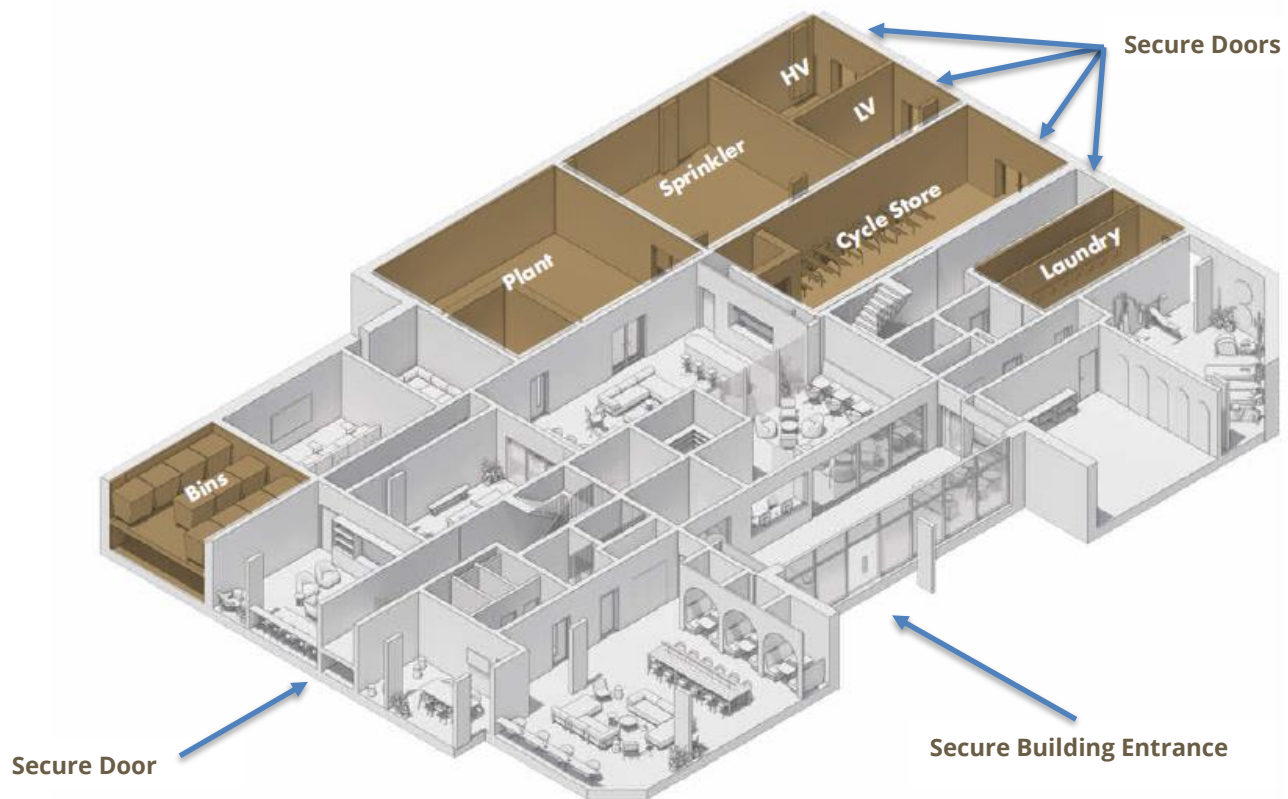 Secure Doors
HV
LV
Sprinkler
Cycle Store
Laundry
Plant
Bins
Secure Building Entrance
Secure Door